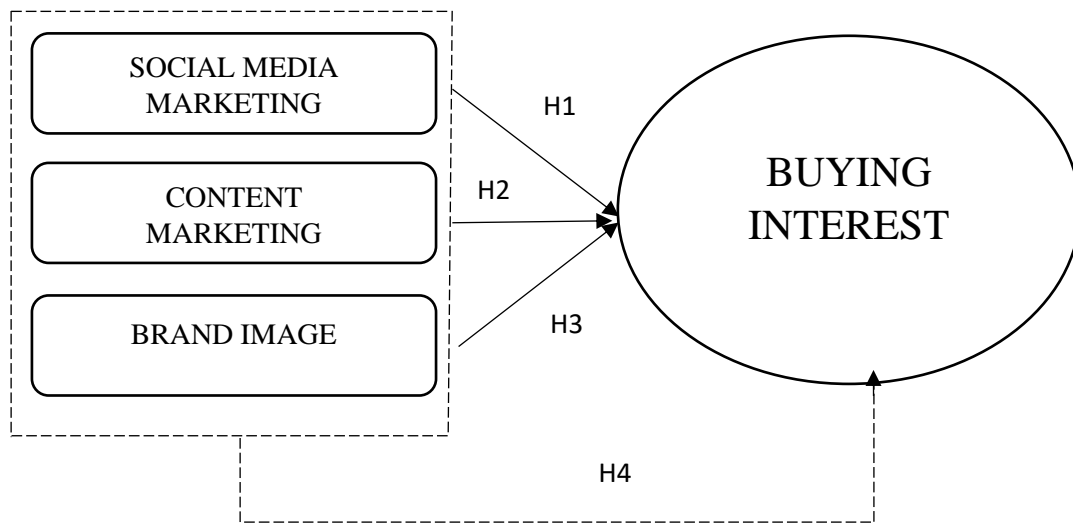 SOCIAL MEDIA
MARKETING
H1
CONTENT
MARKETING
H2
BRAND IMAGE
H3
BUYING
INTEREST
H4